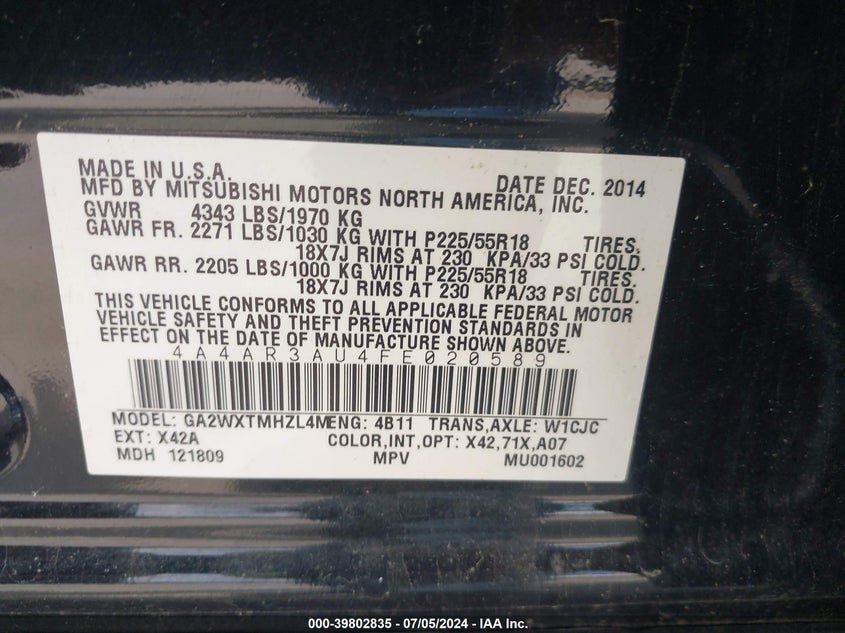 MADE IN U.S.A. DATE DEC. 2014
MFD BY MITSUBISHI MOTORS NORTH AMERICA, INC.
GVWR 4343 LBS/1970 KG
GAWR FR. 2271 LBS/1030 KG WITH P225/55R18 TIRES,
18X7J RIMS AT 230 KPA/33 PSI COLD.
GAWR RR. 2205 LBS/1000 KG WITH P225/55R18 TIRES,
18X7J RIMS AT 230 KPA/33 PSI COLD.
THIS VEHICLE CONFORMS TO ALL APPLICABLE FEDERAL MOTOR
VEHICLE SAFETY AND THEFT PREVENTION STANDARDS IN
EFFECT ON THE DATE OF MANUFACTURE SHOWN ABOVE.
4A4AR3AU4FE020589
MODEL: GA2WXTMHZL4MENG: 4B11 TRANS,AXLE: W1CJC
EXT: X42A COLOR,INT,OPT: X42,71X,A07
MDH 121809 MPV MU001602
000-39802835 - 07/05/2024 - IAA Inc.